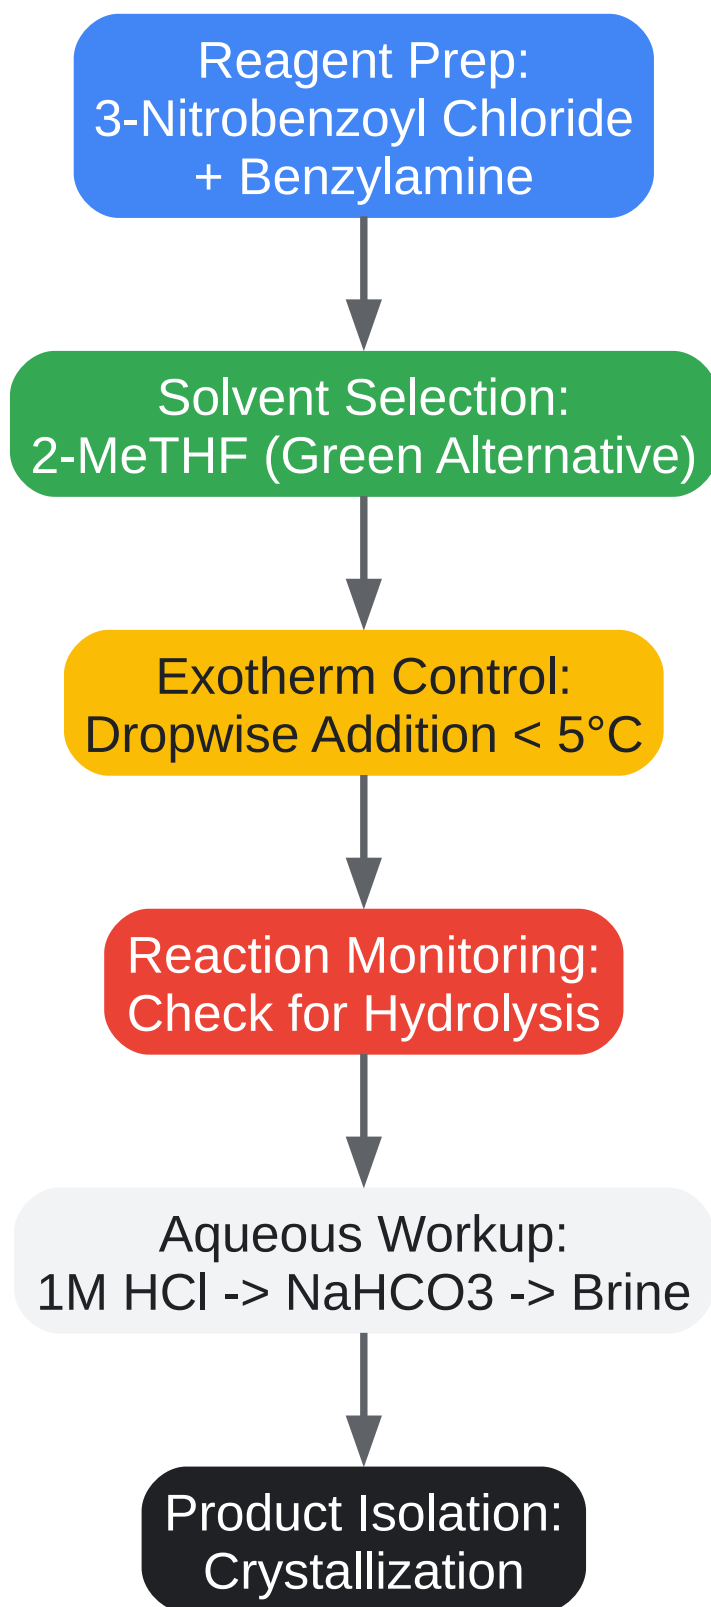 Reagent Prep:
3-Nitrobenzoyl Chloride
+ Benzylamine
Solvent Selection:
2-MeTHF (Green Alternative)
Exotherm Control:
Dropwise Addition < 5°C
Reaction Monitoring:
Check for Hydrolysis
Aqueous Workup:
1M HCl -> NaHCO3 -> Brine
Product Isolation:
Crystallization